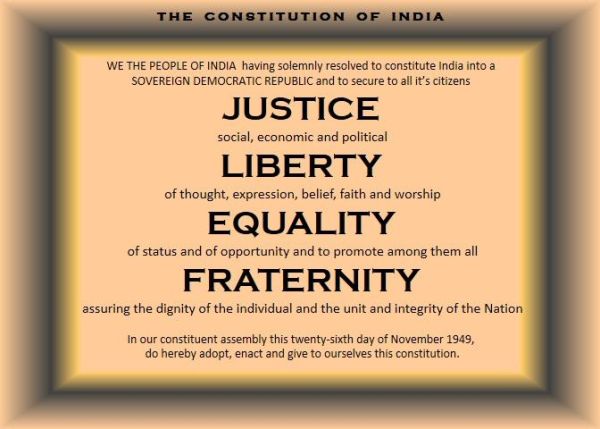 THE CONSTITUTION OF INDIA
WE THE PEOPLE OF INDIA having solemnly resolved to constitute India into a
SOVEREIGN DEMOCRATIC REPUBLIC and to secure to all it's citizens
JUSTICE
social, economic and political
LIBERTY
of thought, expression, belief, faith and worship
EQUALITY
of status and of opportunity and to promote among them all
FRATERNITY
assuring the dignity of the individual and the unit and integrity of the Nation
In our constituent assembly this twenty-sixth day of November 1949,
do hereby adopt, enact and give to ourselves this constitution.